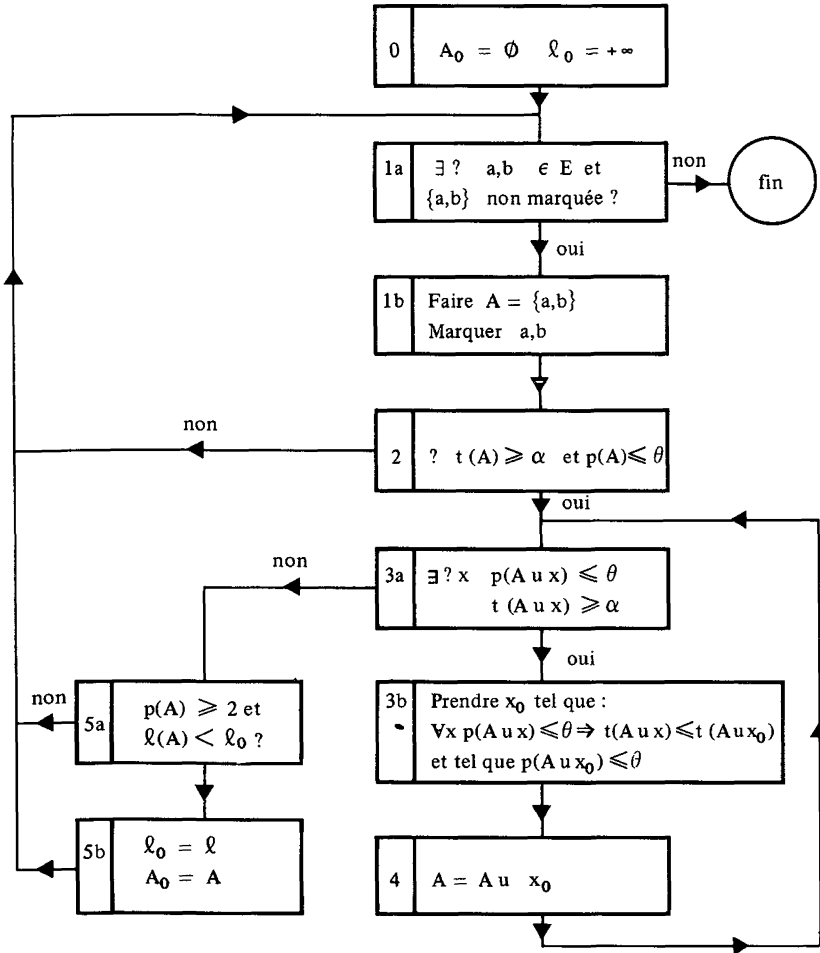 0 A₀ = Ø ℓ₀ = +∞
1a ∃ ? a,b ϵ E et
{a,b} non marquée ?
non
fin
oui
1b Faire A = {a,b}
Marquer a,b
non
2 ? t (A) ⩾ α et p(A) ⩽ θ
oui
non
3a ∃ ? x p(A u x) ⩽ θ
t (A u x) ⩾ α
oui
non
5a p(A) ⩾ 2 et
ℓ(A) < ℓ₀ ?
3b Prendre x₀ tel que :
∀x p(A u x) ⩽ θ ⇒ t(A u x) ⩽ t (A u x₀)
et tel que p(A u x₀) ⩽ θ
5b ℓ₀ = ℓ
A₀ = A
4 A = A u x₀